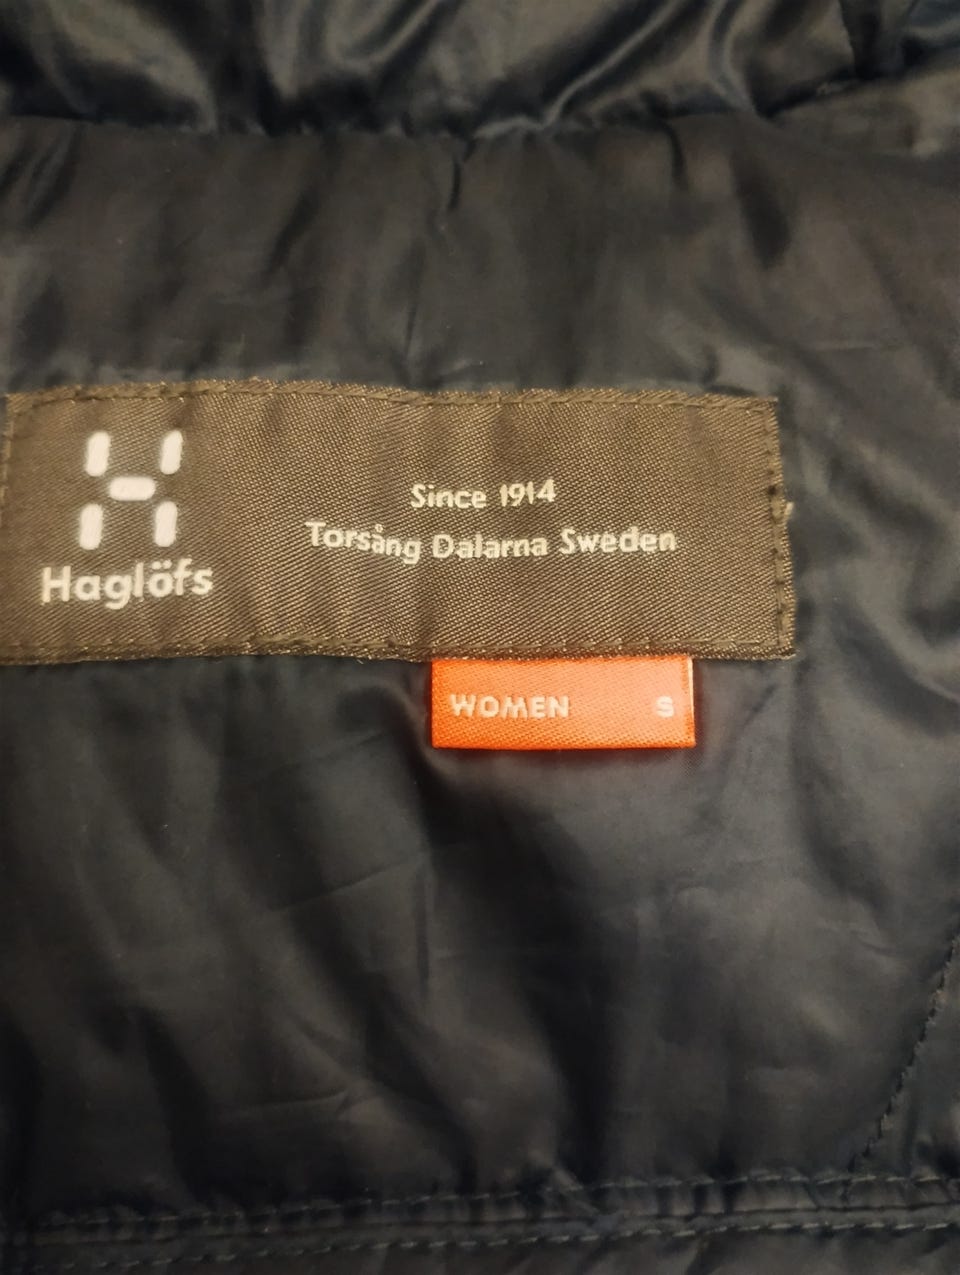 Haglöfs
Since 1914
Torsång Dalarna Sweden
WOMEN S